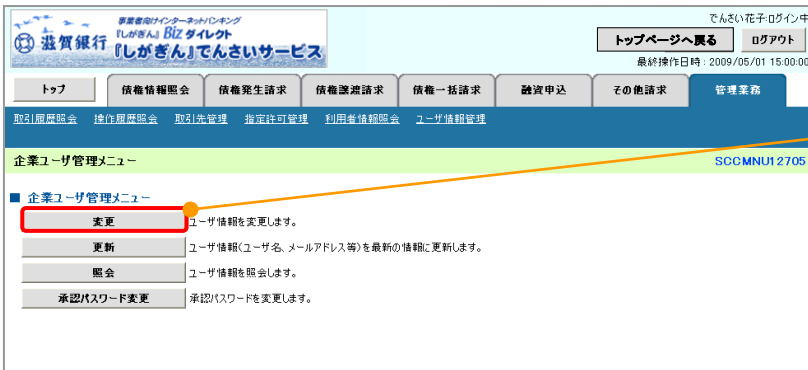 事業者向けインターネットバンキング
『しがぎん』Biz ダイレクト
滋賀銀行
『しがぎん』でんさいサービス
でんさい花子:ログイン中
トップページへ戻る ログアウト
最終操作日時:2009/05/01 15:00:00
トップ 債権情報照会 債権発生請求 債権譲渡請求 債権一括請求 融資申込 その他請求 管理業務
取引履歴照会 操作履歴照会 取引先管理 指定許可管理 利用者情報照会 ユーザ情報管理
企業ユーザ管理メニュー SCCMNU12705
■ 企業ユーザ管理メニュー
変更 ユーザ情報を変更します。
更新 ユーザ情報(ユーザ名、メールアドレス等)を最新の情報に更新します。
照会 ユーザ情報を照会します。
承認パスワード変更 承認パスワードを変更します。